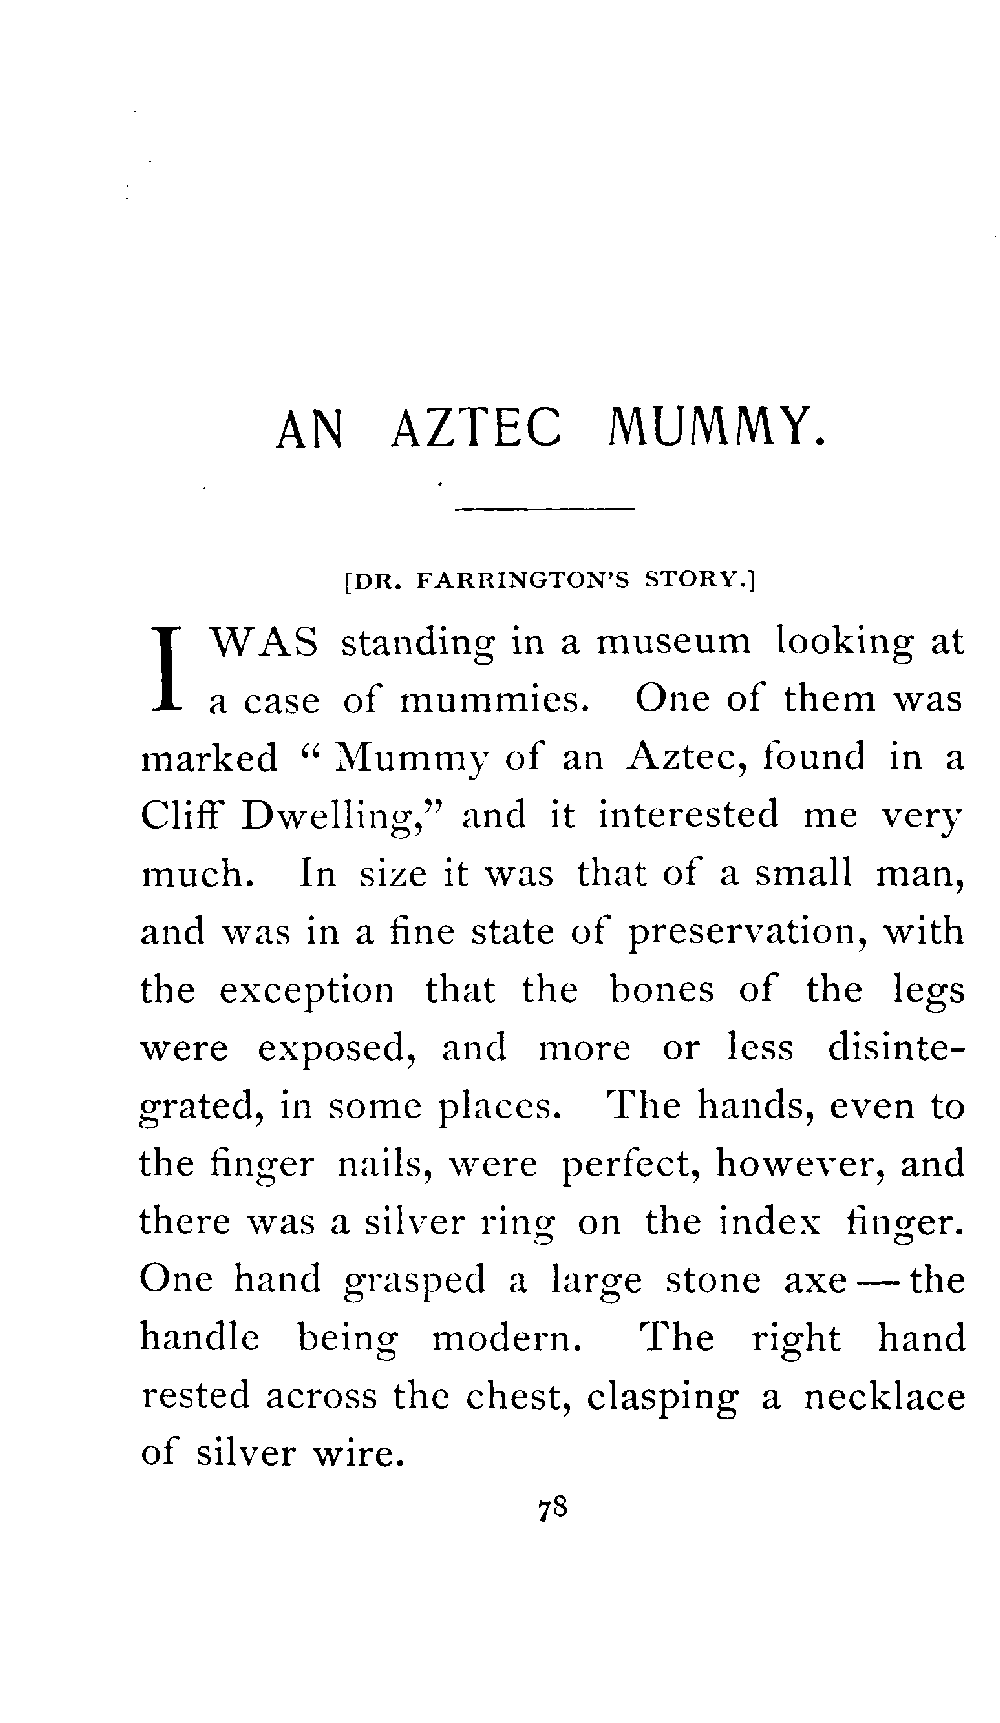 AN AZTEC MUMMY.
[DR. FARRINGTON'S STORY.]
I WAS standing in a museum looking at
a case of mummies. One of them was
marked “ Mummy of an Aztec, found in a
Cliff Dwelling,” and it interested me very
much. In size it was that of a small man,
and was in a fine state of preservation, with
the exception that the bones of the legs
were exposed, and more or less disinte-
grated, in some places. The hands, even to
the finger nails, were perfect, however, and
there was a silver ring on the index finger.
One hand grasped a large stone axe — the
handle being modern. The right hand
rested across the chest, clasping a necklace
of silver wire.
78